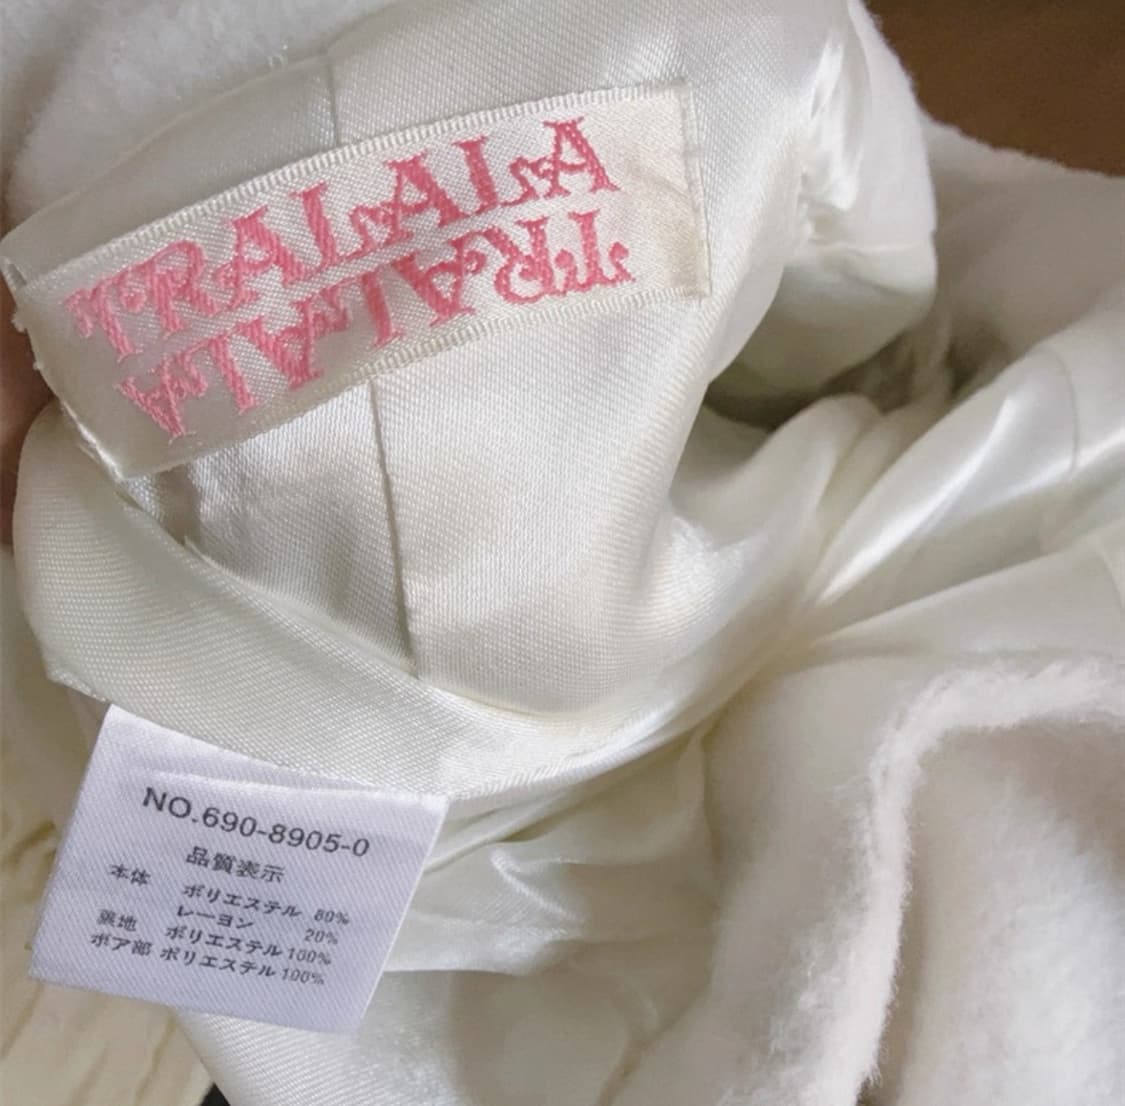 TRALALA
TRALALA
NO.690-8905-0
品質表示
本体 ポリエステル 80%
レーヨン 20%
裏地 ポリエステル 100%
ボア部 ポリエステル 100%